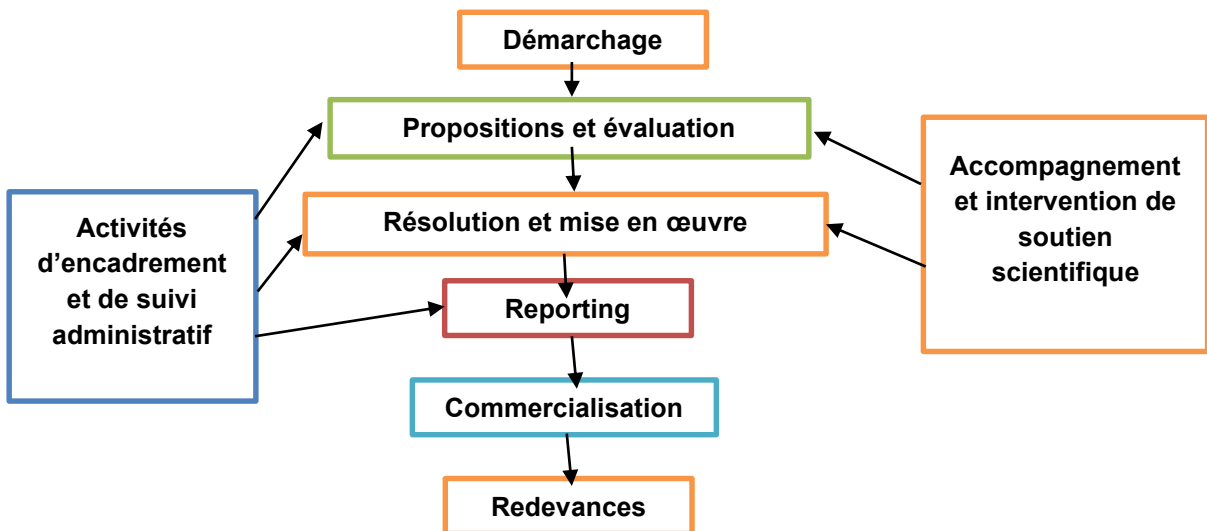 Démarchage
Propositions et évaluation
Accompagnement
et intervention de
soutien
scientifique
Activités
d’encadrement
et de suivi
administratif
Résolution et mise en œuvre
Reporting
Commercialisation
Redevances